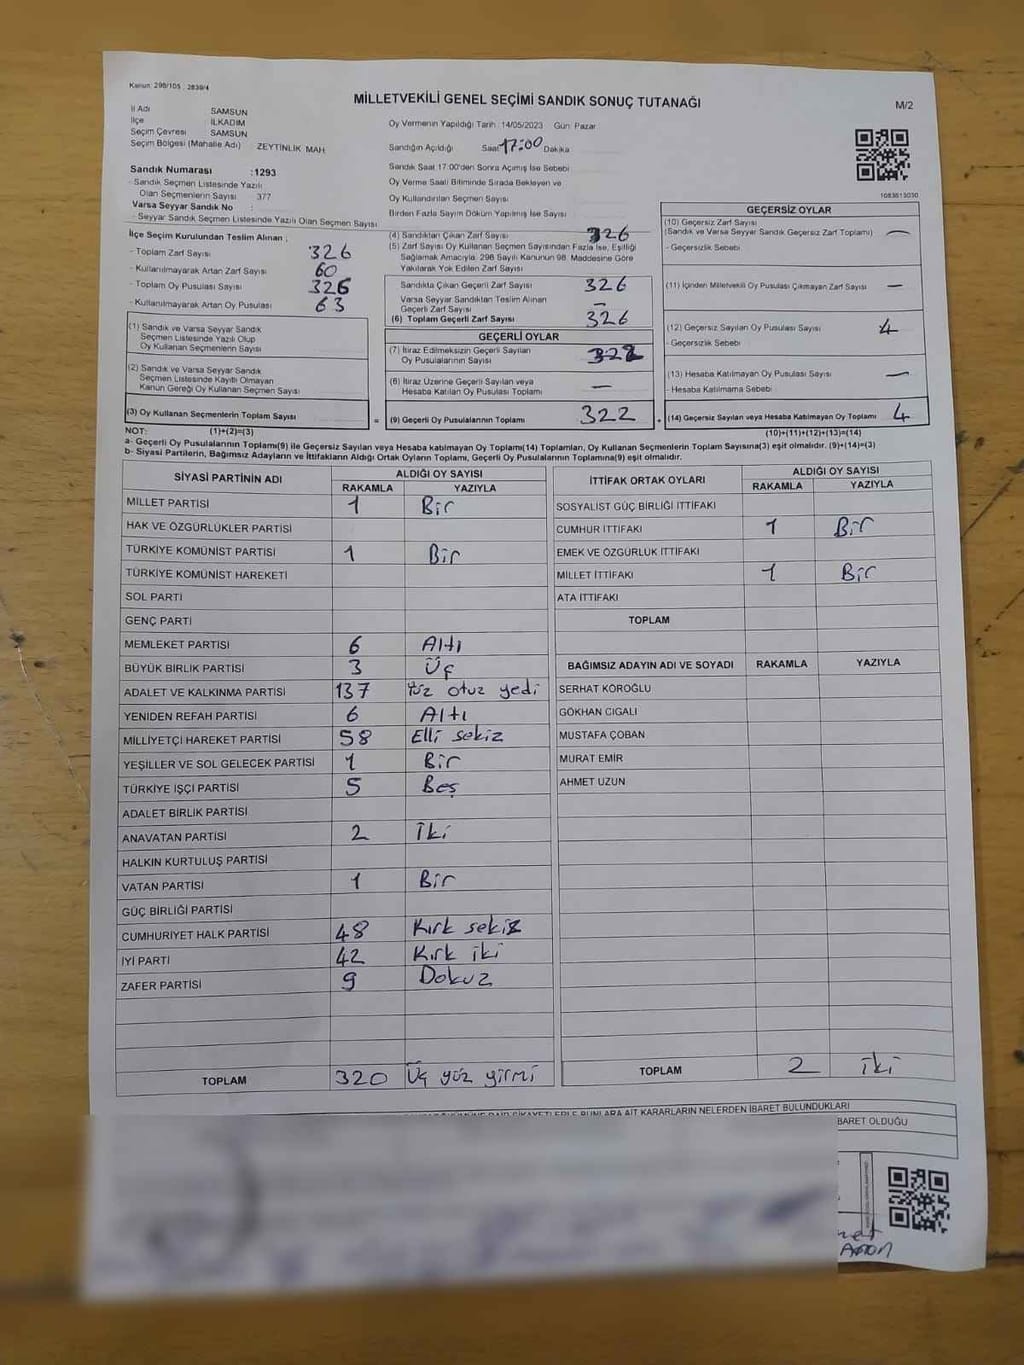 Kanun: 298/105 , 2839/4
MİLLETVEKİLİ GENEL SEÇİMİ SANDIK SONUÇ TUTANAĞI
M/2
İl Adı SAMSUN
İlçe İLKADIM
Seçim Çevresi SAMSUN
Seçim Bölgesi (Mahalle Adı) ZEYTİNLİK MAH.
Oy Vermenin Yapıldığı Tarih : 14/05/2023 Gün: Pazar
Sandığın Açıldığı Saat 17:00 Dakika
Sandık Saat 17:00'den Sonra Açılmış İse Sebebi
Oy Verme Saati Bitiminde Sırada Bekleyen ve
Oy Kullandırılan Seçmen Sayısı
Birden Fazla Sayım Döküm Yapılmış İse Sayısı
1083613030
Sandık Numarası :1293
- Sandık Seçmen Listesinde Yazılı
Olan Seçmenlerin Sayısı 377
Varsa Seyyar Sandık No :
- Seyyar Sandık Seçmen Listesinde Yazılı Olan Seçmen Sayısı
İlçe Seçim Kurulundan Teslim Alınan ;
- Toplam Zarf Sayısı 326
- Kullanılmayarak Artan Zarf Sayısı 60
- Toplam Oy Pusulası Sayısı 326
- Kullanılmayarak Artan Oy Pusulası 63
(1) Sandık ve Varsa Seyyar Sandık
Seçmen Listesinde Yazılı Olup
Oy Kullanan Seçmenlerin Sayısı
(2) Sandık ve Varsa Seyyar Sandık
Seçmen Listesinde Kayıtlı Olmayan
Kanun Gereği Oy Kullanan Seçmen Sayısı
(3) Oy Kullanan Seçmenlerin Toplam Sayısı =
(4) Sandıktan Çıkan Zarf Sayısı 326
(5) Zarf Sayısı Oy Kullanan Seçmen Sayısından Fazla İse, Eşitliği
Sağlamak Amacıyla, 298 Sayılı Kanunun 98. Maddesine Göre
Yakılarak Yok Edilen Zarf Sayısı
Sandıkta Çıkan Geçerli Zarf Sayısı 326
Varsa Seyyar Sandıktan Teslim Alınan
Geçerli Zarf Sayısı —
(6) Toplam Geçerli Zarf Sayısı 326
GEÇERLİ OYLAR
(7) İtiraz Edilmeksizin Geçerli Sayılan
Oy Pusulalarının Sayısı 322
(8) İtiraz Üzerine Geçerli Sayılan veya
Hesaba Katılan Oy Pusulası Toplamı —
(9) Geçerli Oy Pusulalarının Toplamı 322 +
GEÇERSİZ OYLAR
(10) Geçersiz Zarf Sayısı
(Sandık ve Varsa Seyyar Sandık Geçersiz Zarf Toplamı) —
- Geçersizlik Sebebi
(11) İçinden Milletvekili Oy Pusulası Çıkmayan Zarf Sayısı —
(12) Geçersiz Sayılan Oy Pusulası Sayısı 4
- Geçersizlik Sebebi
(13) Hesaba Katılmayan Oy Pusulası Sayısı —
- Hesaba Katılmama Sebebi
(14) Geçersiz Sayılan veya Hesaba Katılmayan Oy Toplamı 4
NOT: (1)+(2)=(3) (10)+(11)+(12)+(13)=(14)
a- Geçerli Oy Pusulalarının Toplamı(9) ile Geçersiz Sayılan veya Hesaba katılmayan Oy Toplamı(14) Toplamları, Oy Kullanan Seçmenlerin Toplam Sayısına(3) eşit olmalıdır. (9)+(14)=(3)
b- Siyasi Partilerin, Bağımsız Adayların ve İttifakların Aldığı Ortak Oyların Toplamı, Geçerli Oy Pusulalarının Toplamına(9) eşit olmalıdır.
SİYASİ PARTİNİN ADI ALDIĞI OY SAYISI
RAKAMLA YAZIYLA
MİLLET PARTİSİ 1 Bir
HAK VE ÖZGÜRLÜKLER PARTİSİ
TÜRKİYE KOMÜNİST PARTİSİ 1 Bir
TÜRKİYE KOMÜNİST HAREKETİ
SOL PARTİ
GENÇ PARTİ
MEMLEKET PARTİSİ 6 Altı
BÜYÜK BİRLİK PARTİSİ 3 Üç
ADALET VE KALKINMA PARTİSİ 137 Yüz otuz yedi
YENİDEN REFAH PARTİSİ 6 Altı
MİLLİYETÇİ HAREKET PARTİSİ 58 Elli sekiz
YEŞİLLER VE SOL GELECEK PARTİSİ 1 Bir
TÜRKİYE İŞÇİ PARTİSİ 5 Beş
ADALET BİRLİK PARTİSİ
ANAVATAN PARTİSİ 2 İki
HALKIN KURTULUŞ PARTİSİ
VATAN PARTİSİ 1 Bir
GÜÇ BİRLİĞİ PARTİSİ
CUMHURİYET HALK PARTİSİ 48 Kırk sekiz
İYİ PARTİ 42 Kırk iki
ZAFER PARTİSİ 9 Dokuz
TOPLAM 320 Üç yüz yirmi
İTTİFAK ORTAK OYLARI ALDIĞI OY SAYISI
RAKAMLA YAZIYLA
SOSYALİST GÜÇ BİRLİĞİ İTTİFAKI
CUMHUR İTTİFAKI 1 Bir
EMEK VE ÖZGÜRLÜK İTTİFAKI
MİLLET İTTİFAKI 1 Bir
ATA İTTİFAKI
TOPLAM
BAĞIMSIZ ADAYIN ADI VE SOYADI RAKAMLA YAZIYLA
SERHAT KÖROĞLU
GÖKHAN CIGALI
MUSTAFA ÇOBAN
MURAT EMİR
AHMET UZUN
TOPLAM 2 iki
ŞİKAYETLERLE BUNLARA AİT KARARLARIN NELERDEN İBARET BULUNDUKLARI
BARET OLDUĞU